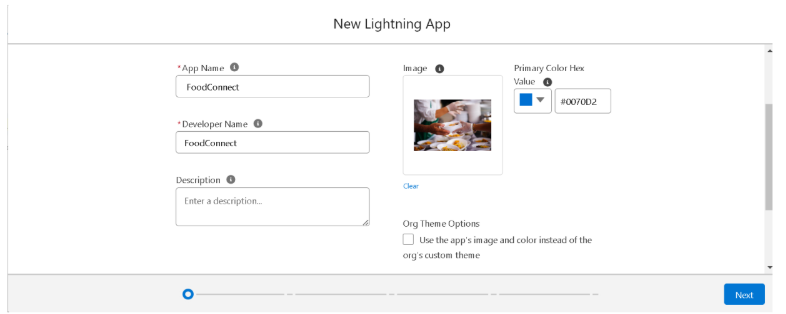 New Lightning App
*App Name
FoodConnect
*Developer Name
FoodConnect
Description
Enter a description...
Image
Clear
Primary Color Hex
Value
#0070D2
Org Theme Options
Use the app's image and color instead of the
org's custom theme
Next